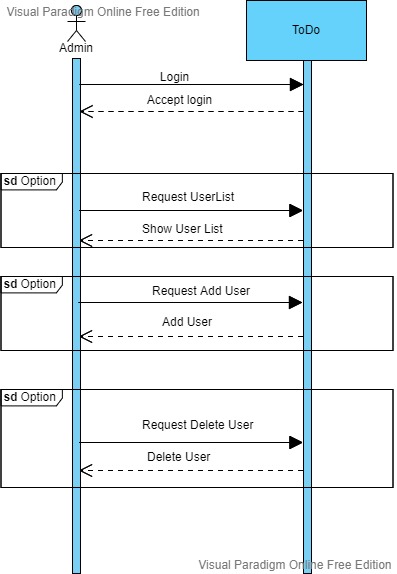 Visual Paradigm Online Free Edition
Admin
ToDo
Login
Accept login
sd Option
Request UserList
Show User List
sd Option
Request Add User
Add User
sd Option
Request Delete User
Delete User
Visual Paradigm Online Free Edition